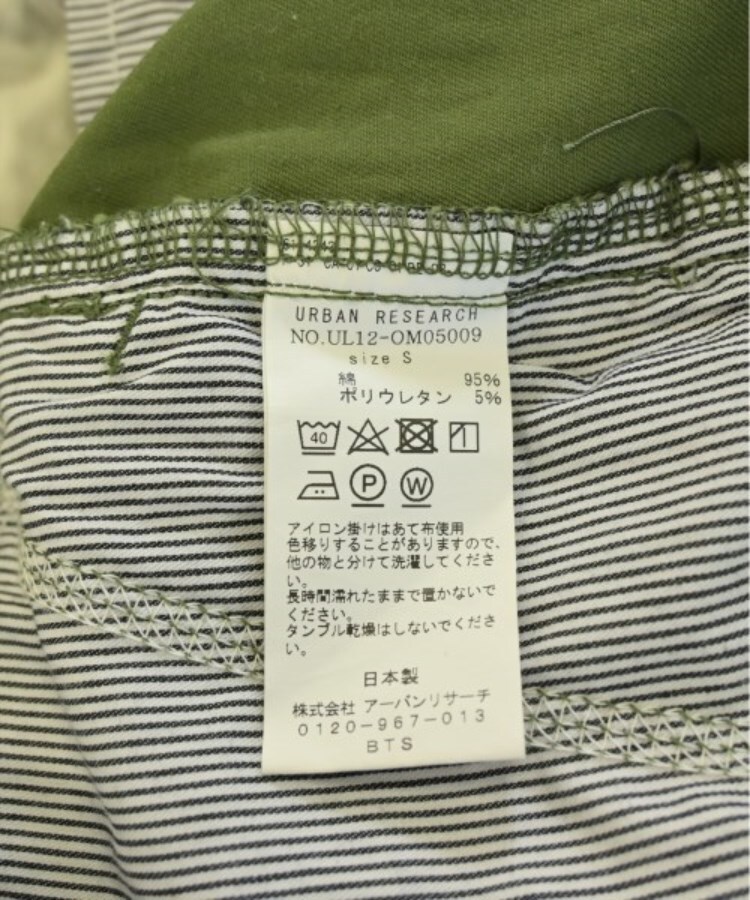 URBAN RESEARCH
NO.UL12-OM05009
size S
綿 95%
ポリウレタン 5%
40
P
W
アイロン掛けはあて布使用
色移りすることがありますので、
他の物と分けて洗濯してくださ
い。
長時間濡れたままで置かないで
ください。
タンブル乾燥はしないでくださ
い。
日本製
株式会社 アーバンリサーチ
0120-967-013
BTS